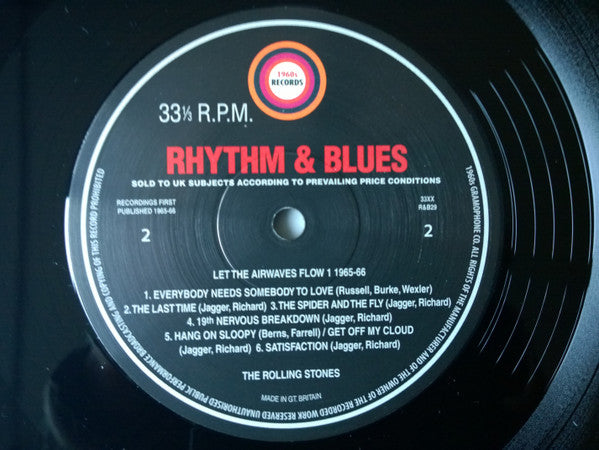 1960s
RECORDS
33⅓ R.P.M.
RHYTHM & BLUES
SOLD TO UK SUBJECTS ACCORDING TO PREVAILING PRICE CONDITIONS
RECORDINGS FIRST
PUBLISHED 1965-66
33XX
R&B29
2
2
LET THE AIRWAVES FLOW 1 1965-66
1. EVERYBODY NEEDS SOMEBODY TO LOVE (Russell, Burke, Wexler)
2.THE LAST TIME (Jagger, Richard) 3.THE SPIDER AND THE FLY (Jagger, Richard)
4. 19th NERVOUS BREAKDOWN (Jagger, Richard)
5. HANG ON SLOOPY (Berns, Farrell) / GET OFF MY CLOUD
(Jagger, Richard) 6. SATISFACTION (Jagger, Richard)
THE ROLLING STONES
MADE IN GT. BRITAIN
1960s GRAMOPHONE CO. ALL RIGHTS OF THE MANUFACTURER AND OF THE OWNER OF THE RECORDED WORK RESERVED UNAUTHORISED PUBLIC PERFORMANCE BROADCASTING AND COPYING OF THIS RECORD PROHIBITED